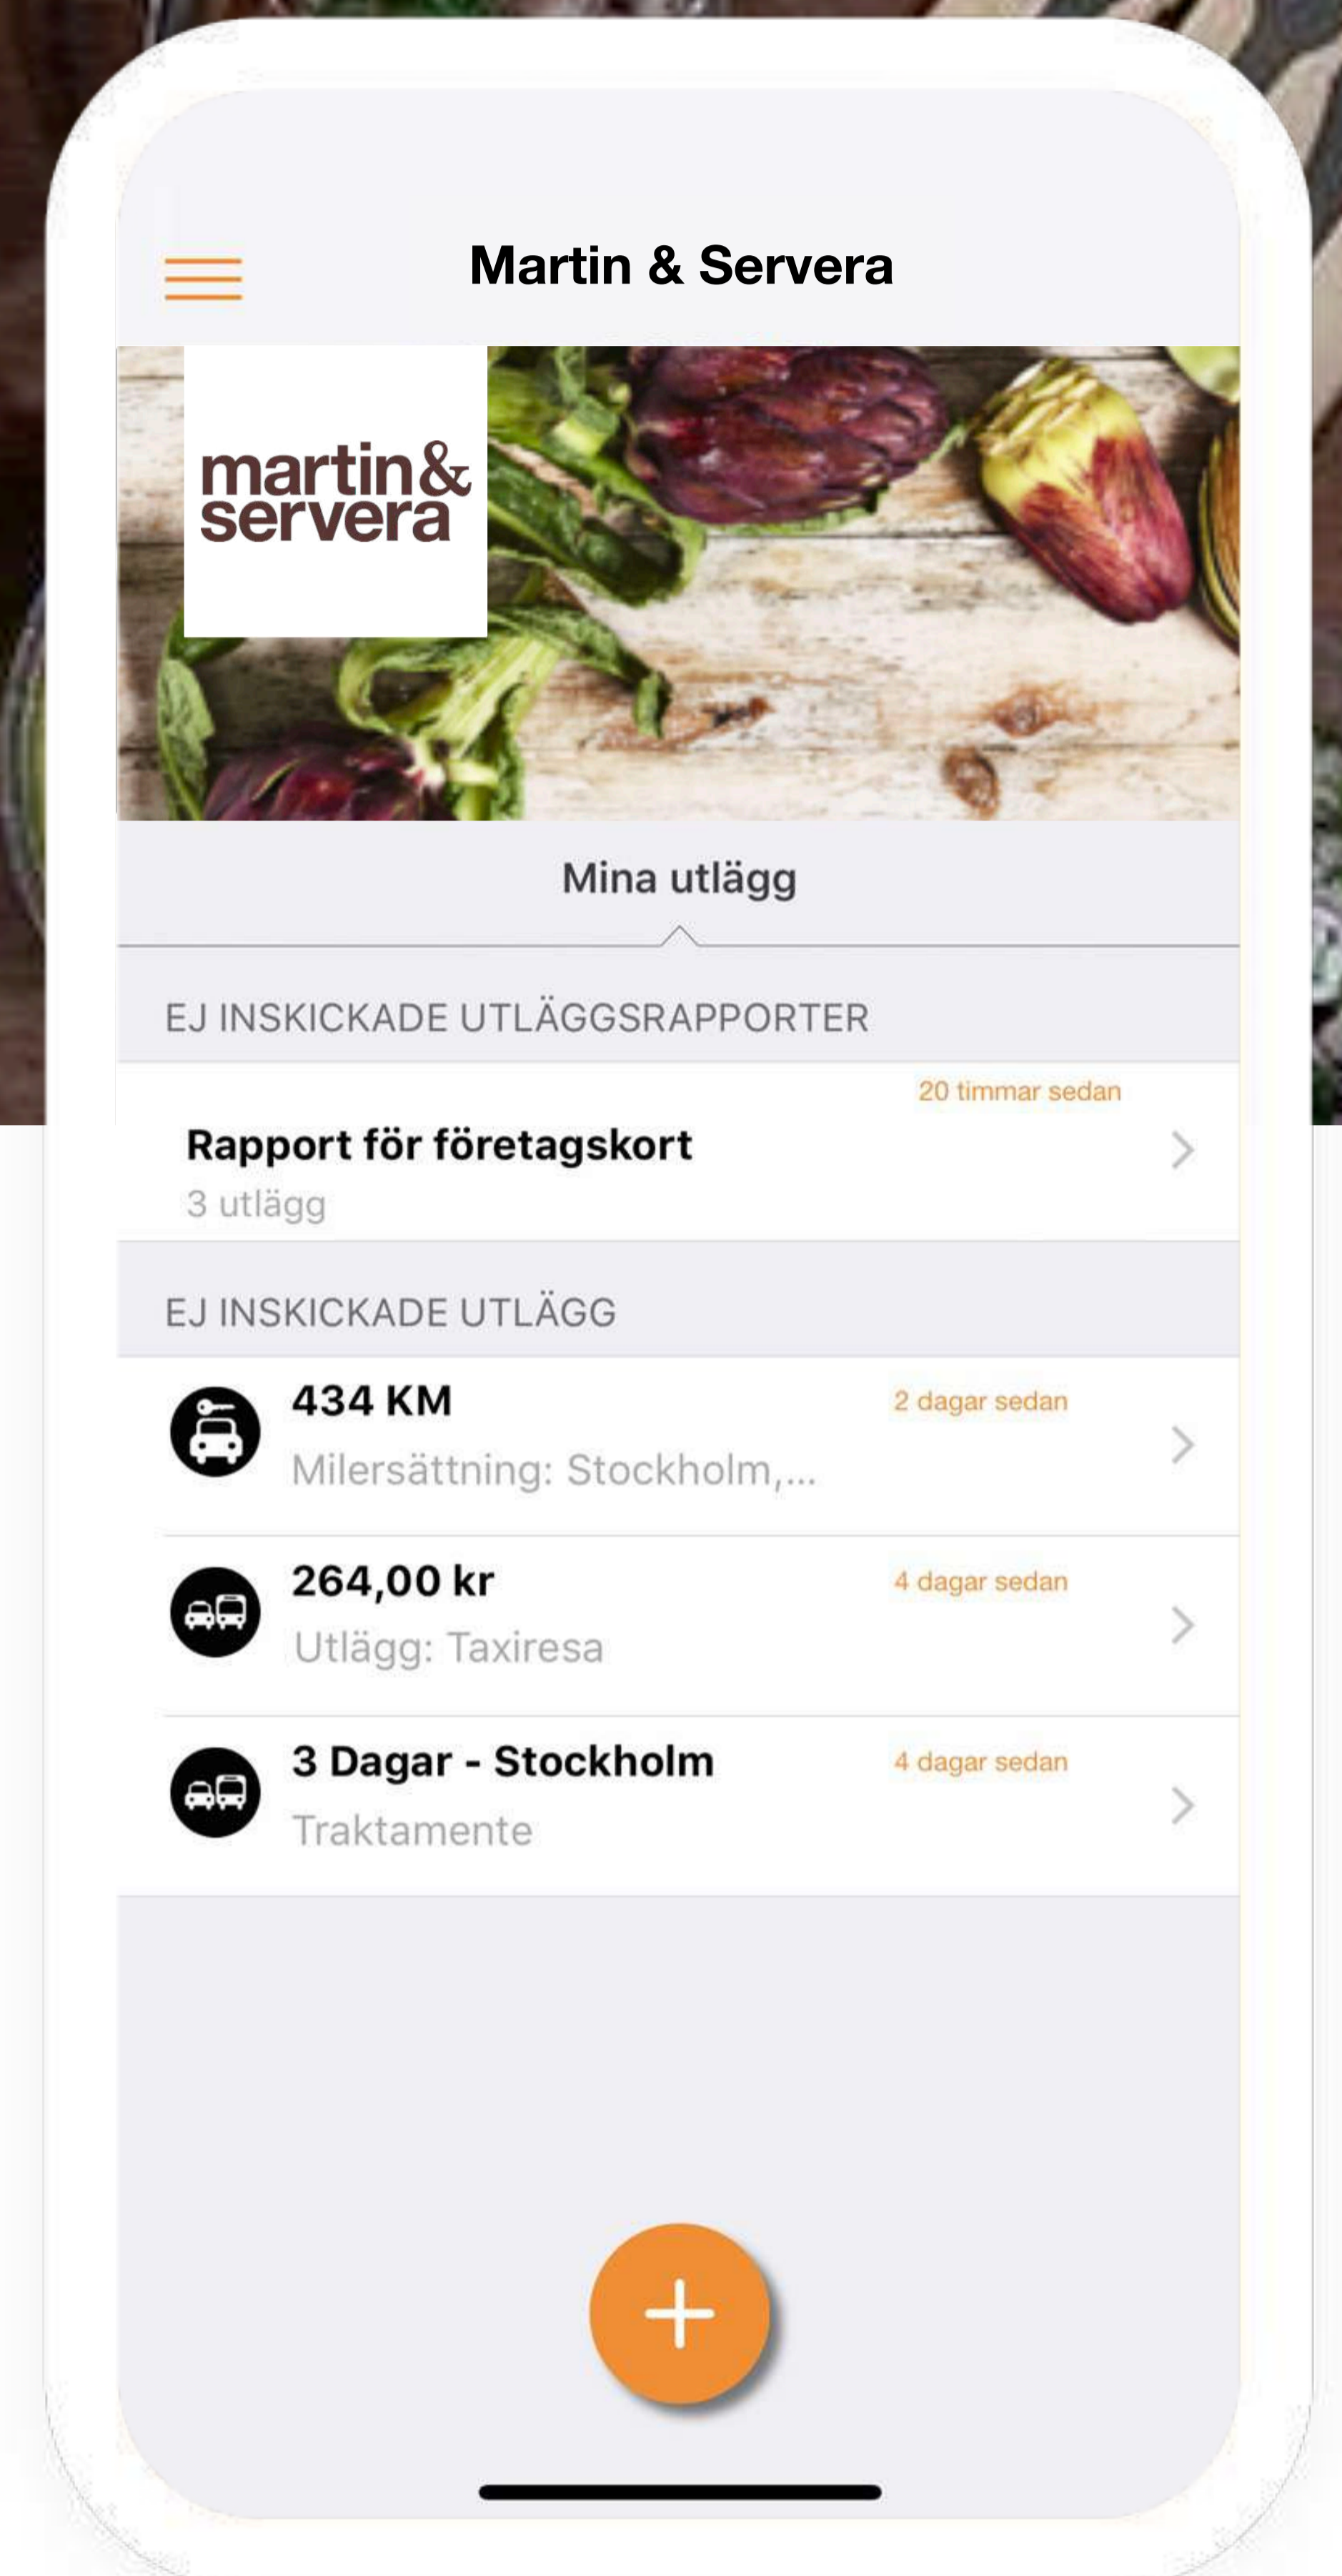 Martin & Servera
martin&
servera
Mina utlägg
EJ INSKICKADE UTLÄGGSRAPPORTER
20 timmar sedan
Rapport för företagskort
3 utlägg
EJ INSKICKADE UTLÄGG
434 KM
2 dagar sedan
Milersättning: Stockholm,...
264,00 kr
4 dagar sedan
Utlägg: Taxiresa
3 Dagar - Stockholm
4 dagar sedan
Traktamente